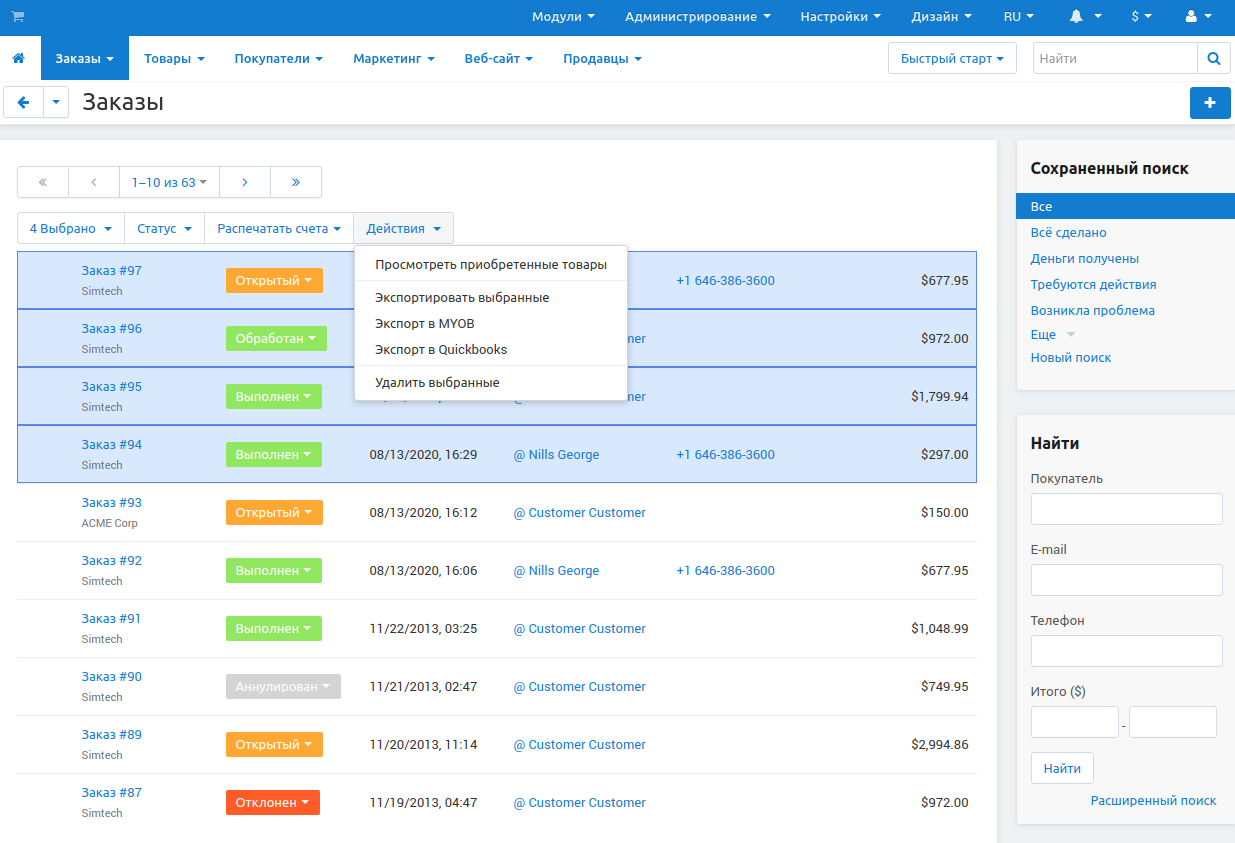 Модули Администрирование Настройки Дизайн RU $
Заказы Товары Покупатели Маркетинг Веб-сайт Продавцы Быстрый старт Найти
Заказы
1–10 из 63
4 Выбрано Статус Распечатать счета Действия
Просмотреть приобретенные товары
Экспортировать выбранные
Экспорт в MYOB
Экспорт в Quickbooks
Удалить выбранные
Заказ #97 Открытый +1 646-386-3600 $677.95
Simtech
Заказ #96 Обработан mer $972.00
Simtech
Заказ #95 Выполнен mer $1,799.94
Simtech
Заказ #94 Выполнен 08/13/2020, 16:29 @ Nills George +1 646-386-3600 $297.00
Simtech
Заказ #93 Открытый 08/13/2020, 16:12 @ Customer Customer $150.00
ACME Corp
Заказ #92 Выполнен 08/13/2020, 16:06 @ Nills George +1 646-386-3600 $677.95
Simtech
Заказ #91 Выполнен 11/22/2013, 03:25 @ Customer Customer $1,048.99
Simtech
Заказ #90 Аннулирован 11/21/2013, 02:47 @ Customer Customer $749.95
Simtech
Заказ #89 Открытый 11/20/2013, 11:14 @ Customer Customer $2,994.86
Simtech
Заказ #87 Отклонен 11/19/2013, 04:47 @ Customer Customer $972.00
Simtech
Сохраненный поиск
Все
Всё сделано
Деньги получены
Требуются действия
Возникла проблема
Еще
Новый поиск
Найти
Покупатель
E-mail
Телефон
Итого ($)
-
Найти
Расширенный поиск